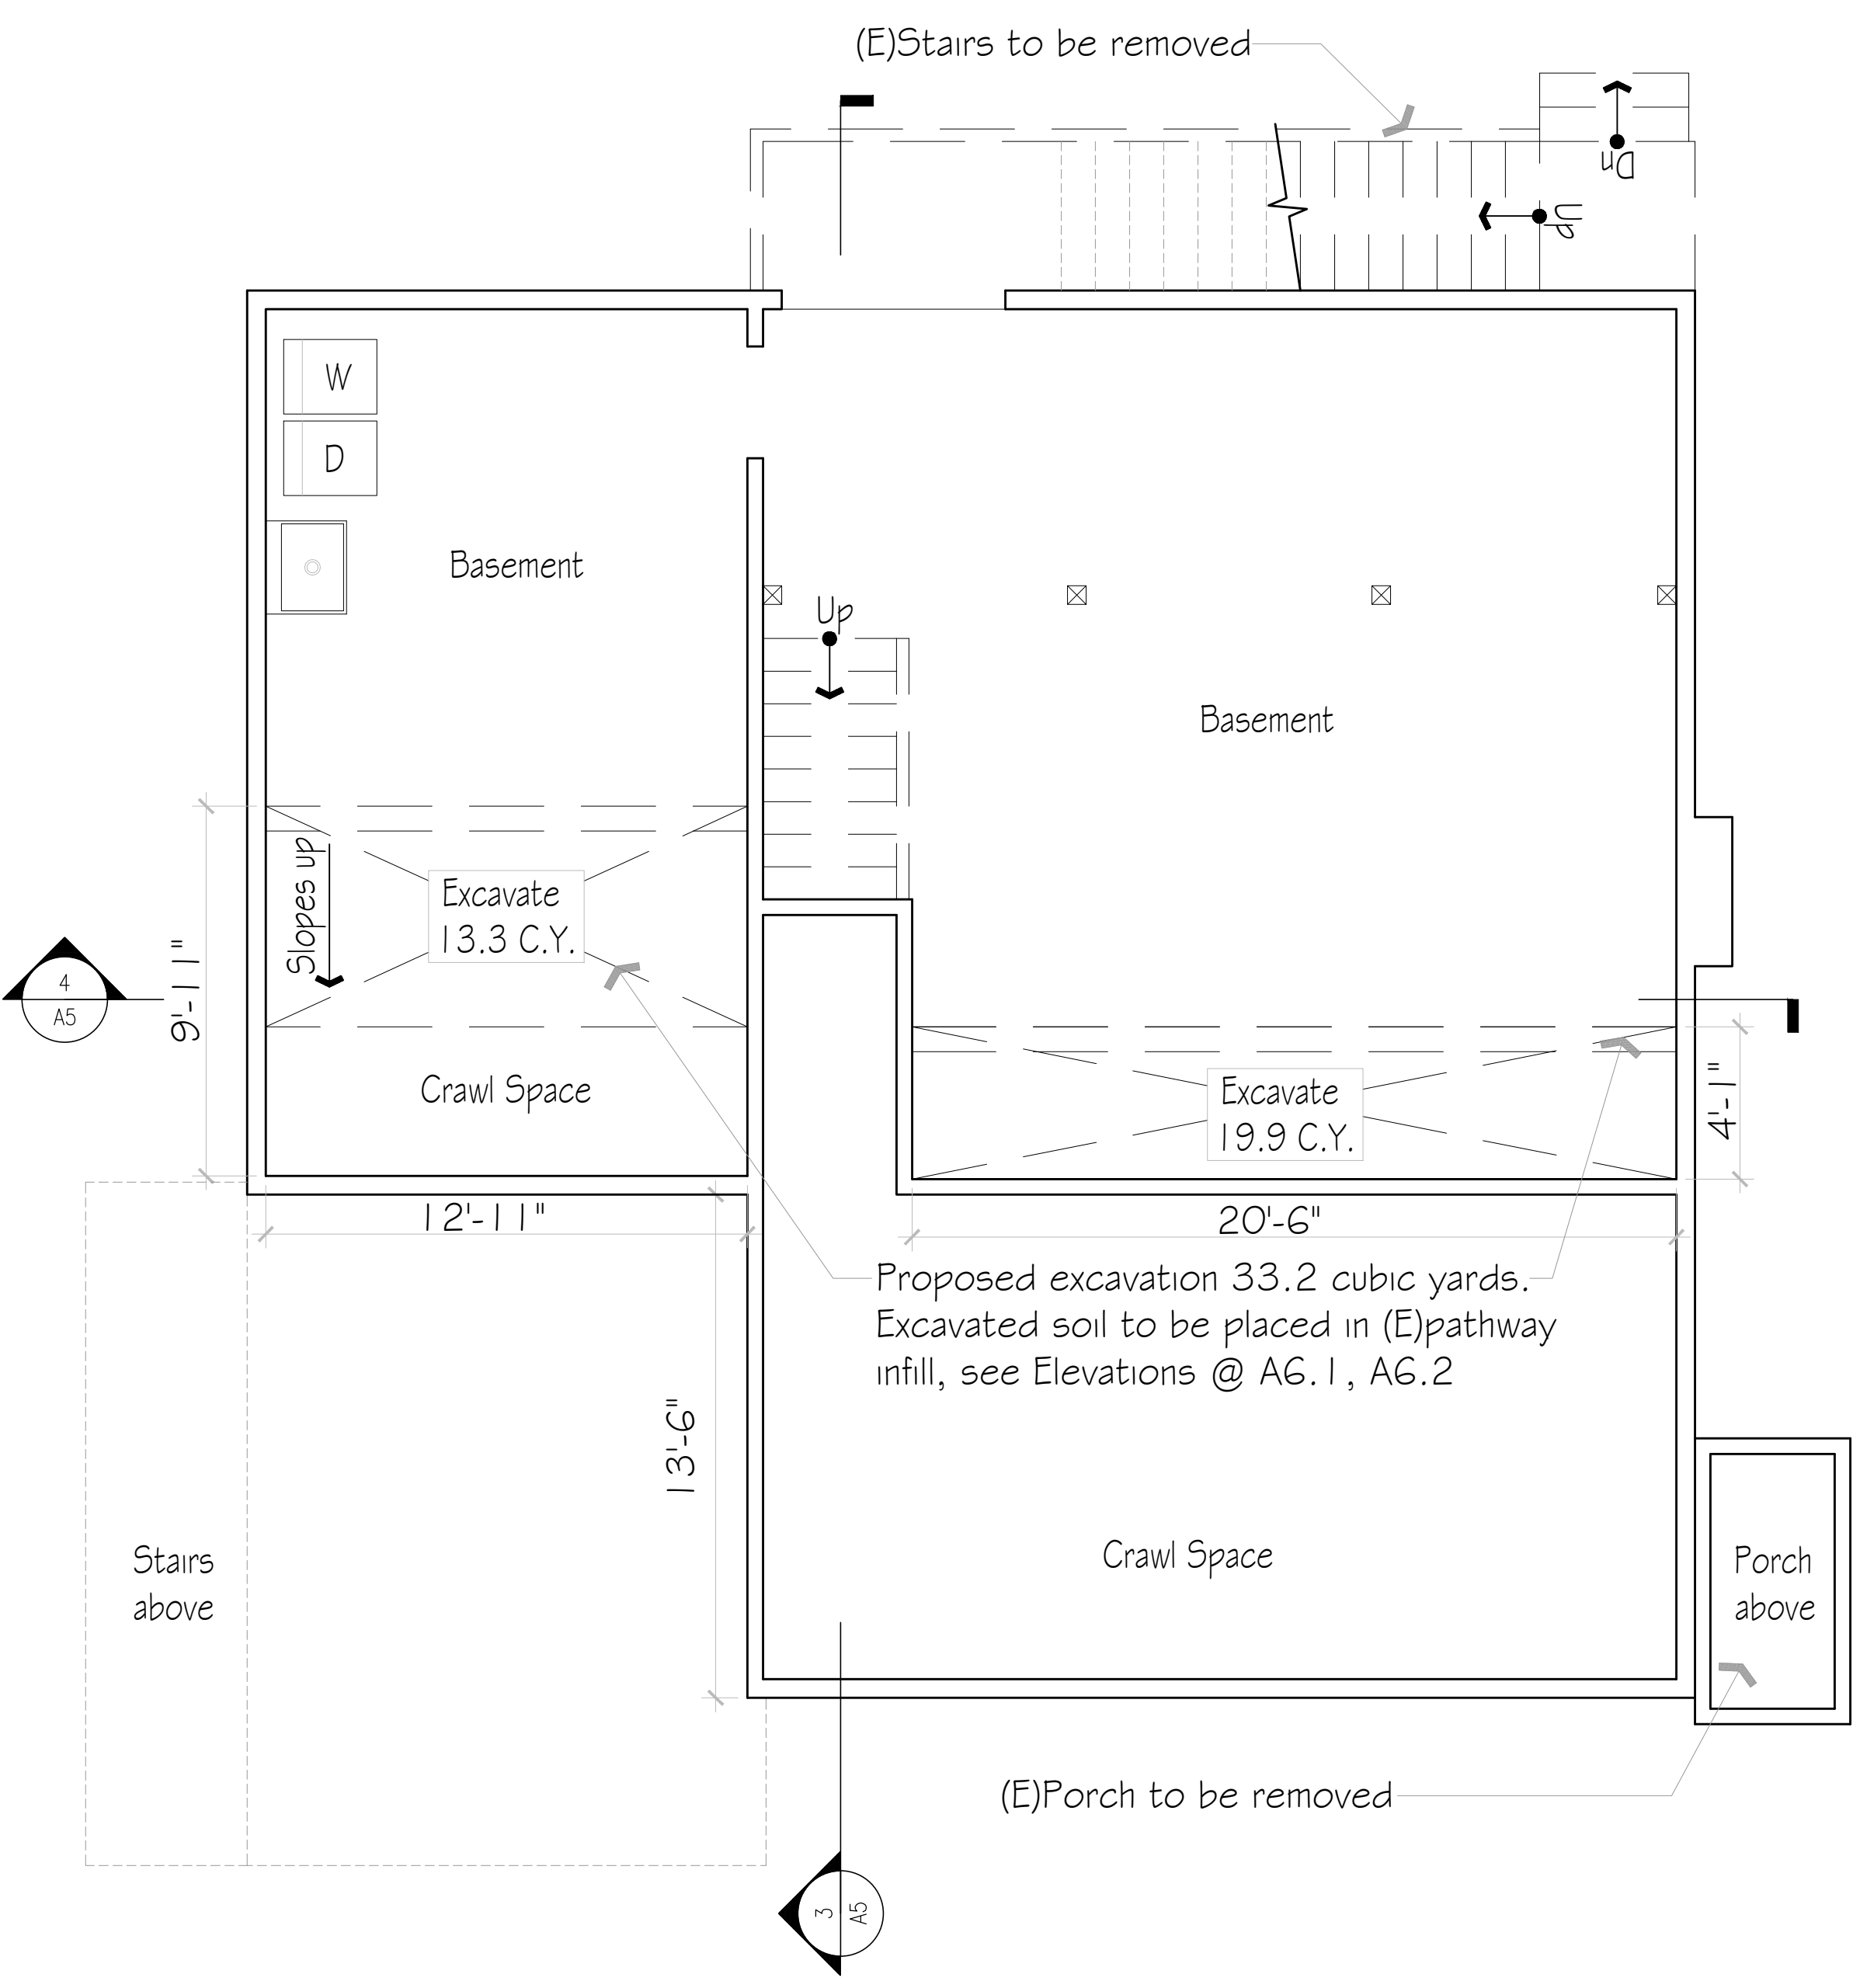 (E)Stairs to be removed
Dn
Up
W
D
Basement
Up
Basement
Slopes up
Excavate
13.3 C.Y.
9'-11"
4
A5
Crawl Space
Excavate
19.9 C.Y.
4'-1"
12'-11"
20'-6"
Proposed excavation 33.2 cubic yards.
Excavated soil to be placed in (E)pathway
infill, see Elevations @ A6.1, A6.2
13'-6"
Crawl Space
Stairs
above
Porch
above
(E)Porch to be removed
3
A5